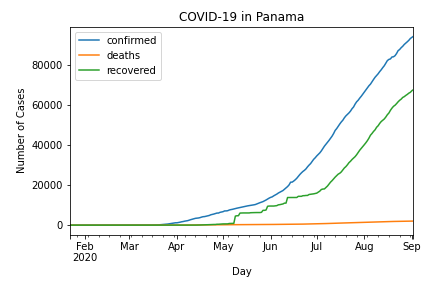 COVID-19 in Panama
confirmed
deaths
recovered
Number of Cases
80000
60000
40000
20000
0
Feb Mar Apr May Jun Jul Aug Sep
2020
Day